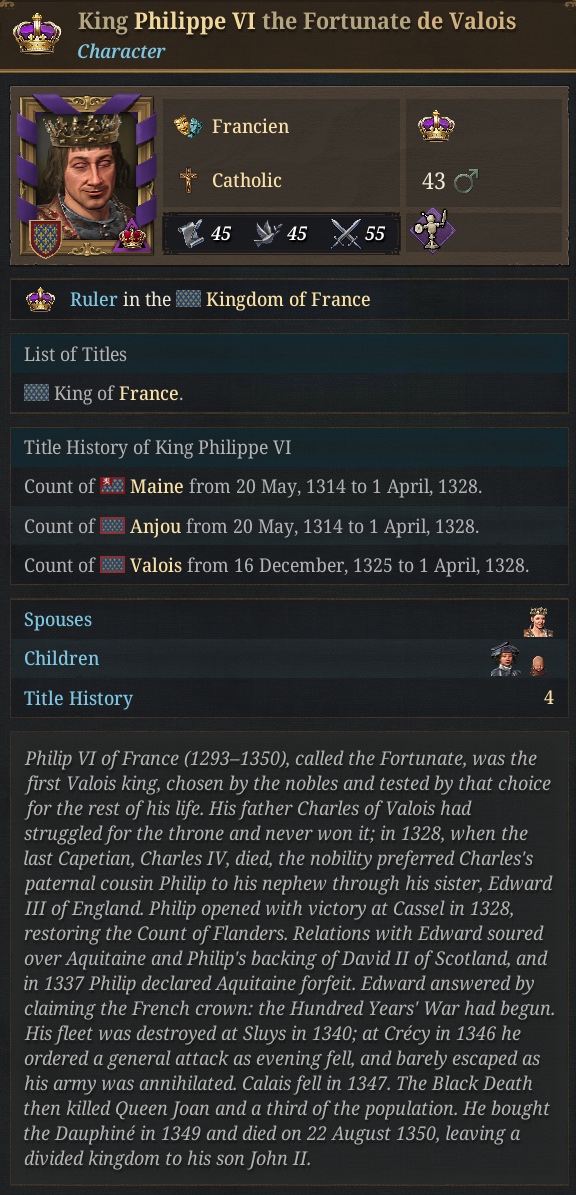 King Philippe VI the Fortunate de Valois
Character
Francien
Catholic
43
45 45 55
Ruler in the Kingdom of France
List of Titles
King of France.
Title History of King Philippe VI
Count of Maine from 20 May, 1314 to 1 April, 1328.
Count of Anjou from 20 May, 1314 to 1 April, 1328.
Count of Valois from 16 December, 1325 to 1 April, 1328.
Spouses
Children
Title History 4
Philip VI of France (1293–1350), called the Fortunate, was the
first Valois king, chosen by the nobles and tested by that choice
for the rest of his life. His father Charles of Valois had
struggled for the throne and never won it; in 1328, when the
last Capetian, Charles IV, died, the nobility preferred Charles's
paternal cousin Philip to his nephew through his sister, Edward
III of England. Philip opened with victory at Cassel in 1328,
restoring the Count of Flanders. Relations with Edward soured
over Aquitaine and Philip's backing of David II of Scotland, and
in 1337 Philip declared Aquitaine forfeit. Edward answered by
claiming the French crown: the Hundred Years' War had begun.
His fleet was destroyed at Sluys in 1340; at Crécy in 1346 he
ordered a general attack as evening fell, and barely escaped as
his army was annihilated. Calais fell in 1347. The Black Death
then killed Queen Joan and a third of the population. He bought
the Dauphiné in 1349 and died on 22 August 1350, leaving a
divided kingdom to his son John II.